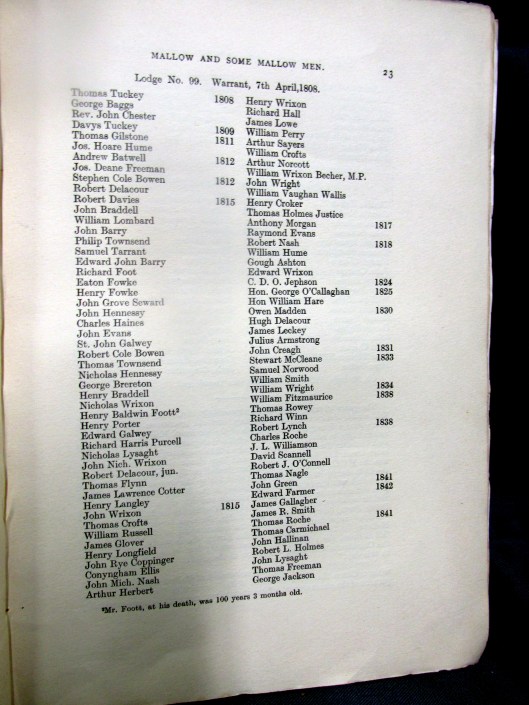 MALLOW AND SOME MALLOW MEN.
23
Lodge No. 99. Warrant, 7th April,1808.
Thomas Tuckey 1808
George Baggs
Rev. John Chester
Davys Tuckey 1809
Thomas Gilstone 1811
Jos. Hoare Hume
Andrew Batwell 1812
Jos. Deane Freeman
Stephen Cole Bowen 1812
Robert Delacour
Robert Davies 1815
John Braddell
William Lombard
John Barry
Philip Townsend
Samuel Tarrant
Edward John Barry
Richard Foot
Eaton Fowke
Henry Fowke
John Grove Seward
John Hennessy
Charles Haines
John Evans
St. John Galwey
Robert Cole Bowen
Thomas Townsend
Nicholas Hennessy
George Brereton
Henry Braddell
Nicholas Wrixon
Henry Baldwin Foott³
Henry Porter
Edward Galwey
Richard Harris Purcell
Nicholas Lysaght
John Nich. Wrixon
Robert Delacour, jun.
Thomas Flynn
James Lawrence Cotter
Henry Langley 1815
John Wrixon
Thomas Crofts
William Russell
James Glover
Henry Longfield
John Rye Coppinger
Conyngham Ellis
John Mich. Nash
Arthur Herbert
Henry Wrixon
Richard Hall
James Lowe
William Perry
Arthur Sayers
William Crofts
Arthur Norcott
William Wrixon Becher, M.P.
John Wright
William Vaughan Wallis
Henry Croker
Thomas Holmes Justice
Anthony Morgan 1817
Raymond Evans
Robert Nash 1818
William Hume
Gough Ashton
Edward Wrixon
C. D. O. Jephson 1824
Hon. George O'Callaghan 1825
Hon William Hare
Owen Madden 1830
Hugh Delacour
James Leckey
Julius Armstrong
John Creagh 1831
Stewart McCleane 1833
Samuel Norwood
William Smith
William Wright 1834
William Fitzmaurice 1838
Thomas Rowey
Richard Winn
Robert Lynch 1838
Charles Roche
J. L. Williamson
David Scannell
Robert J. O'Connell
Thomas Nagle
John Green 1841
Edward Farmer 1842
James Gallagher
James R. Smith
Thomas Roche 1841
Thomas Carmichael
John Hallinan
Robert L. Holmes
John Lysaght
Thomas Freeman
George Jackson
³Mr. Foott, at his death, was 100 years 3 months old.